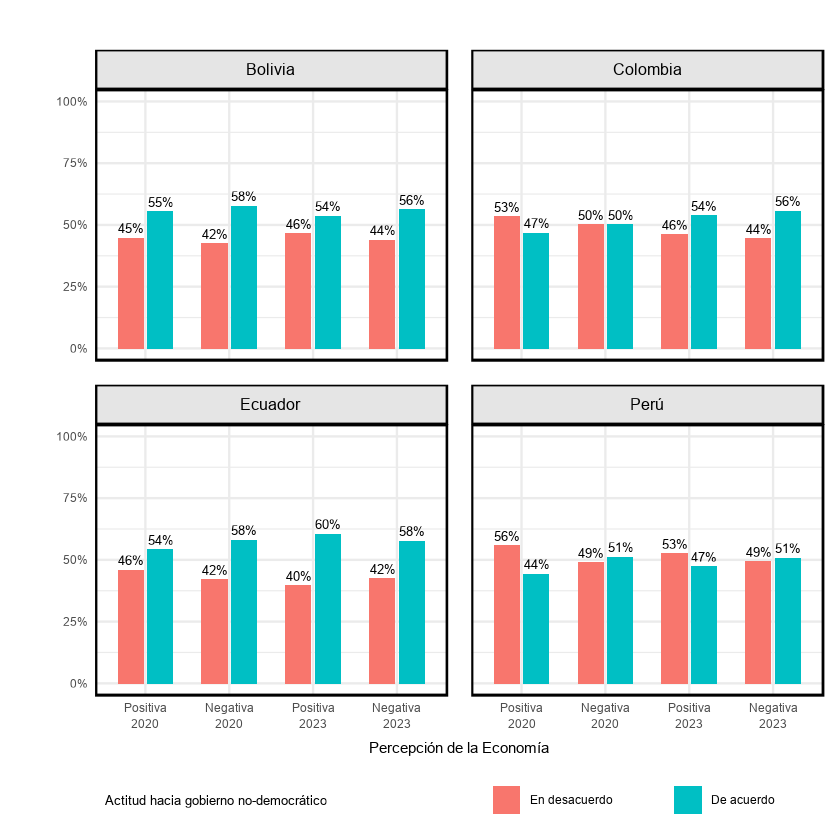 Bolivia
Colombia
100%
75%
50%
25%
0%
45% 55% 42% 58% 46% 54% 44% 56%
53% 47% 50% 50% 46% 54% 44% 56%
Ecuador
Perú
100%
75%
50%
25%
0%
46% 54% 42% 58% 40% 60% 42% 58%
56% 44% 49% 51% 53% 47% 49% 51%
Positiva Negativa Positiva Negativa Positiva Negativa Positiva Negativa
2020 2020 2023 2023 2020 2020 2023 2023
Percepción de la Economía
Actitud hacia gobierno no-democrático En desacuerdo De acuerdo